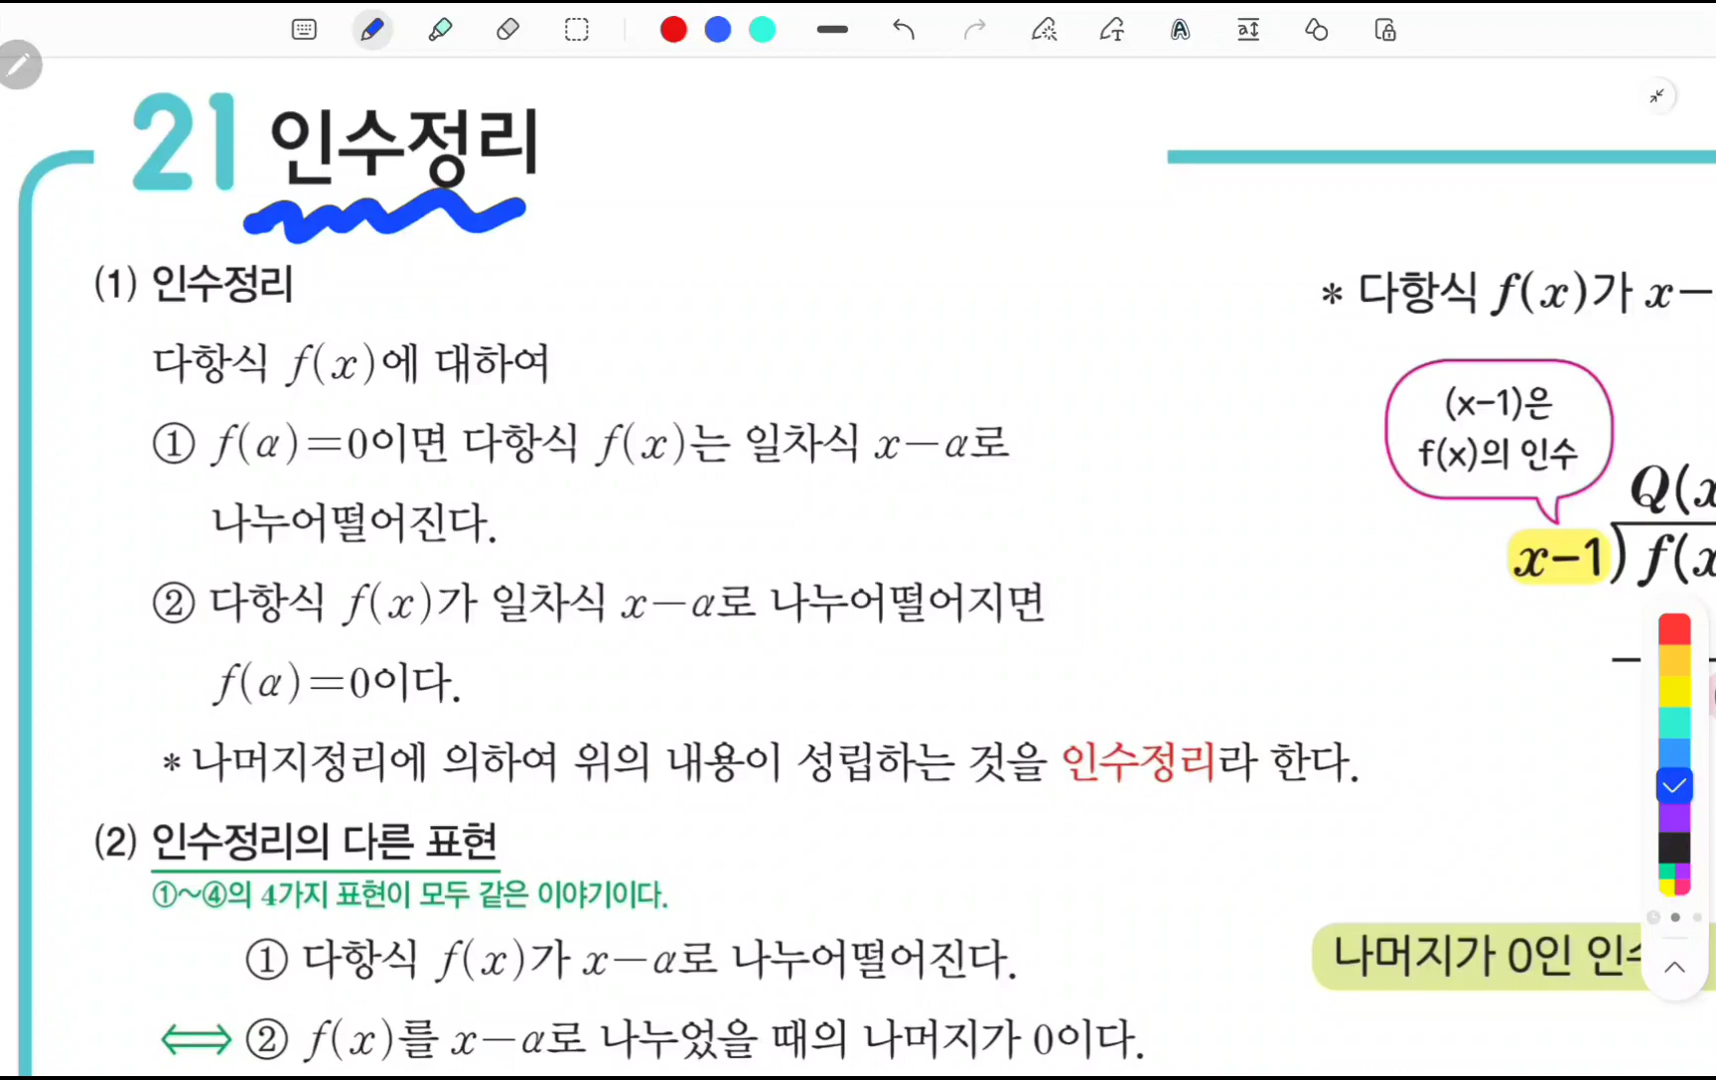 21 인수정리
(1) 인수정리
다항식 f(x)에 대하여
① f(α)=0이면 다항식 f(x)는 일차식 x-α로
나누어떨어진다.
② 다항식 f(x)가 일차식 x-α로 나누어떨어지면
f(α)=0이다.
* 나머지정리에 의하여 위의 내용이 성립하는 것을 인수정리라 한다.
(2) 인수정리의 다른 표현
①~④의 4가지 표현이 모두 같은 이야기이다.
① 다항식 f(x)가 x-α로 나누어떨어진다.
⟺ ② f(x)를 x-α로 나누었을 때의 나머지가 0이다.
* 다항식 f(x)가 x-
(x-1)은
f(x)의 인수
Q(x
x-1) f(x
-
나머지가 0인